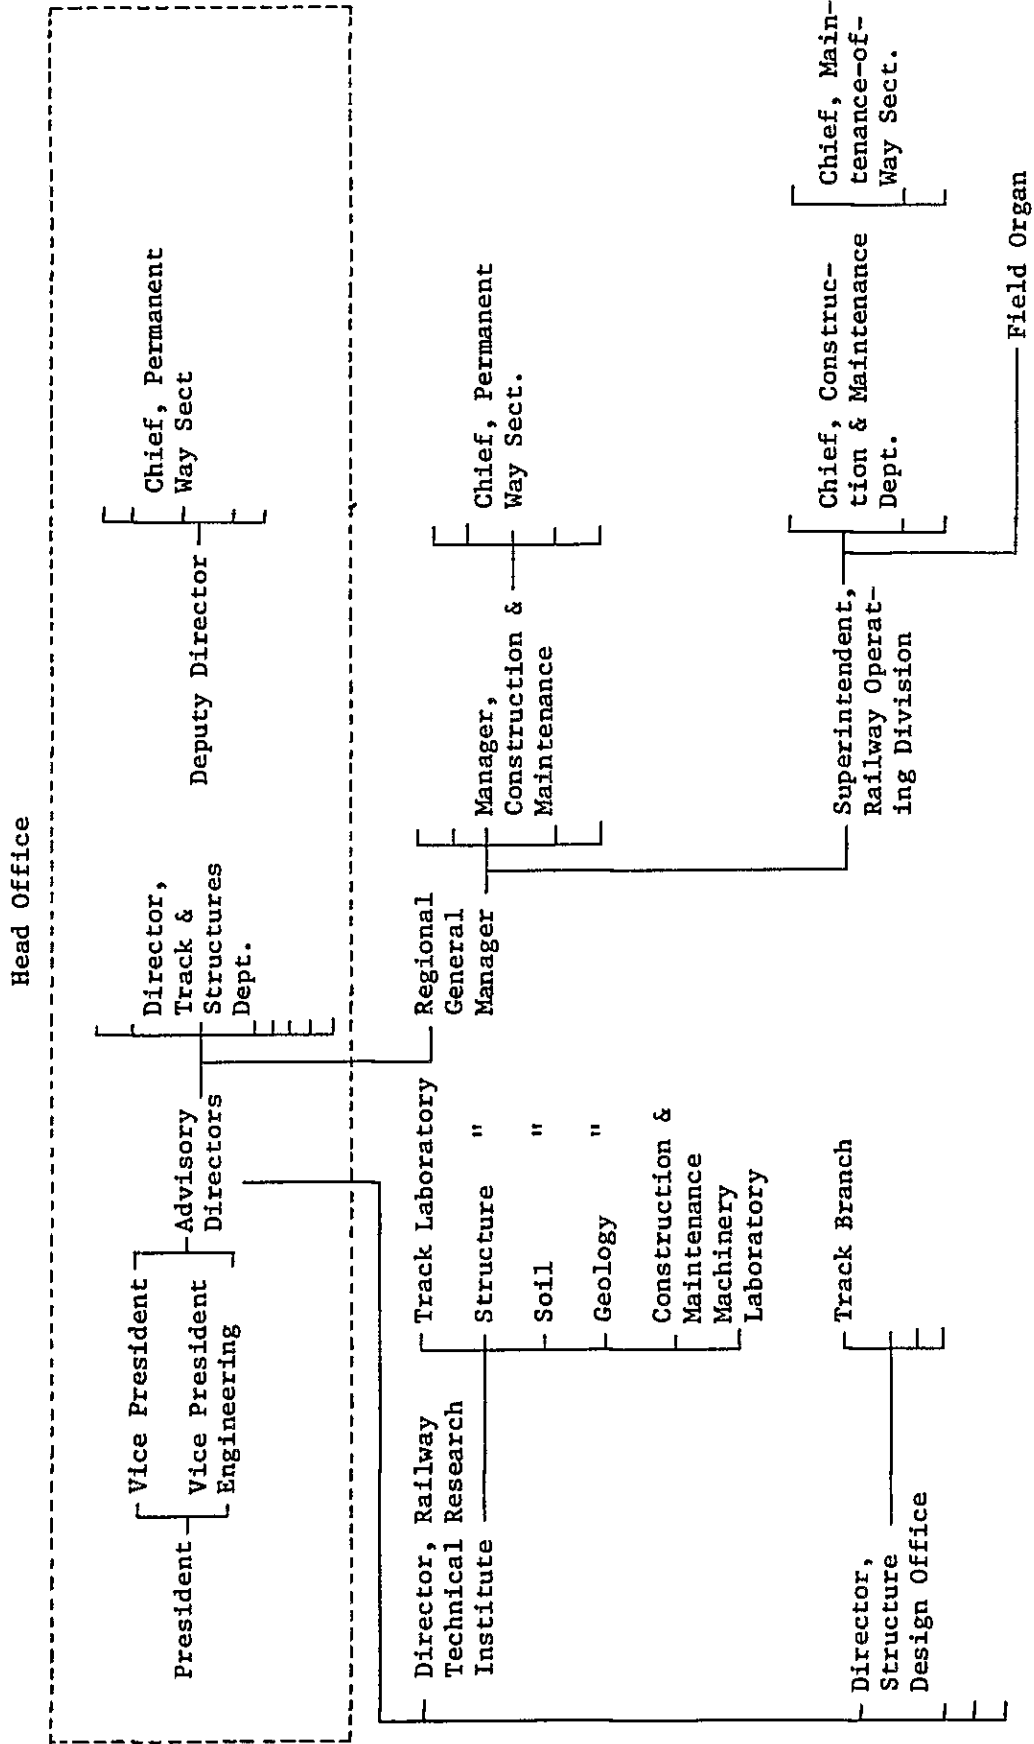 Head Office
President
Vice President
Vice President
Engineering
Advisory
Directors
Director,
Track &
Structures
Dept.
Deputy Director
Chief, Permanent
Way Sect
Director, Railway
Technical Research
Institute
Track Laboratory
Structure "
Soil "
Geology "
Construction &
Maintenance
Machinery
Laboratory
Regional
General
Manager
Manager,
Construction &
Maintenance
Chief, Permanent
Way Sect.
Director,
Structure
Design Office
Track Branch
Superintendent,
Railway Operat-
ing Division
Chief, Construc-
tion & Maintenance
Dept.
Chief, Main-
tenance-of-
Way Sect.
Field Organ